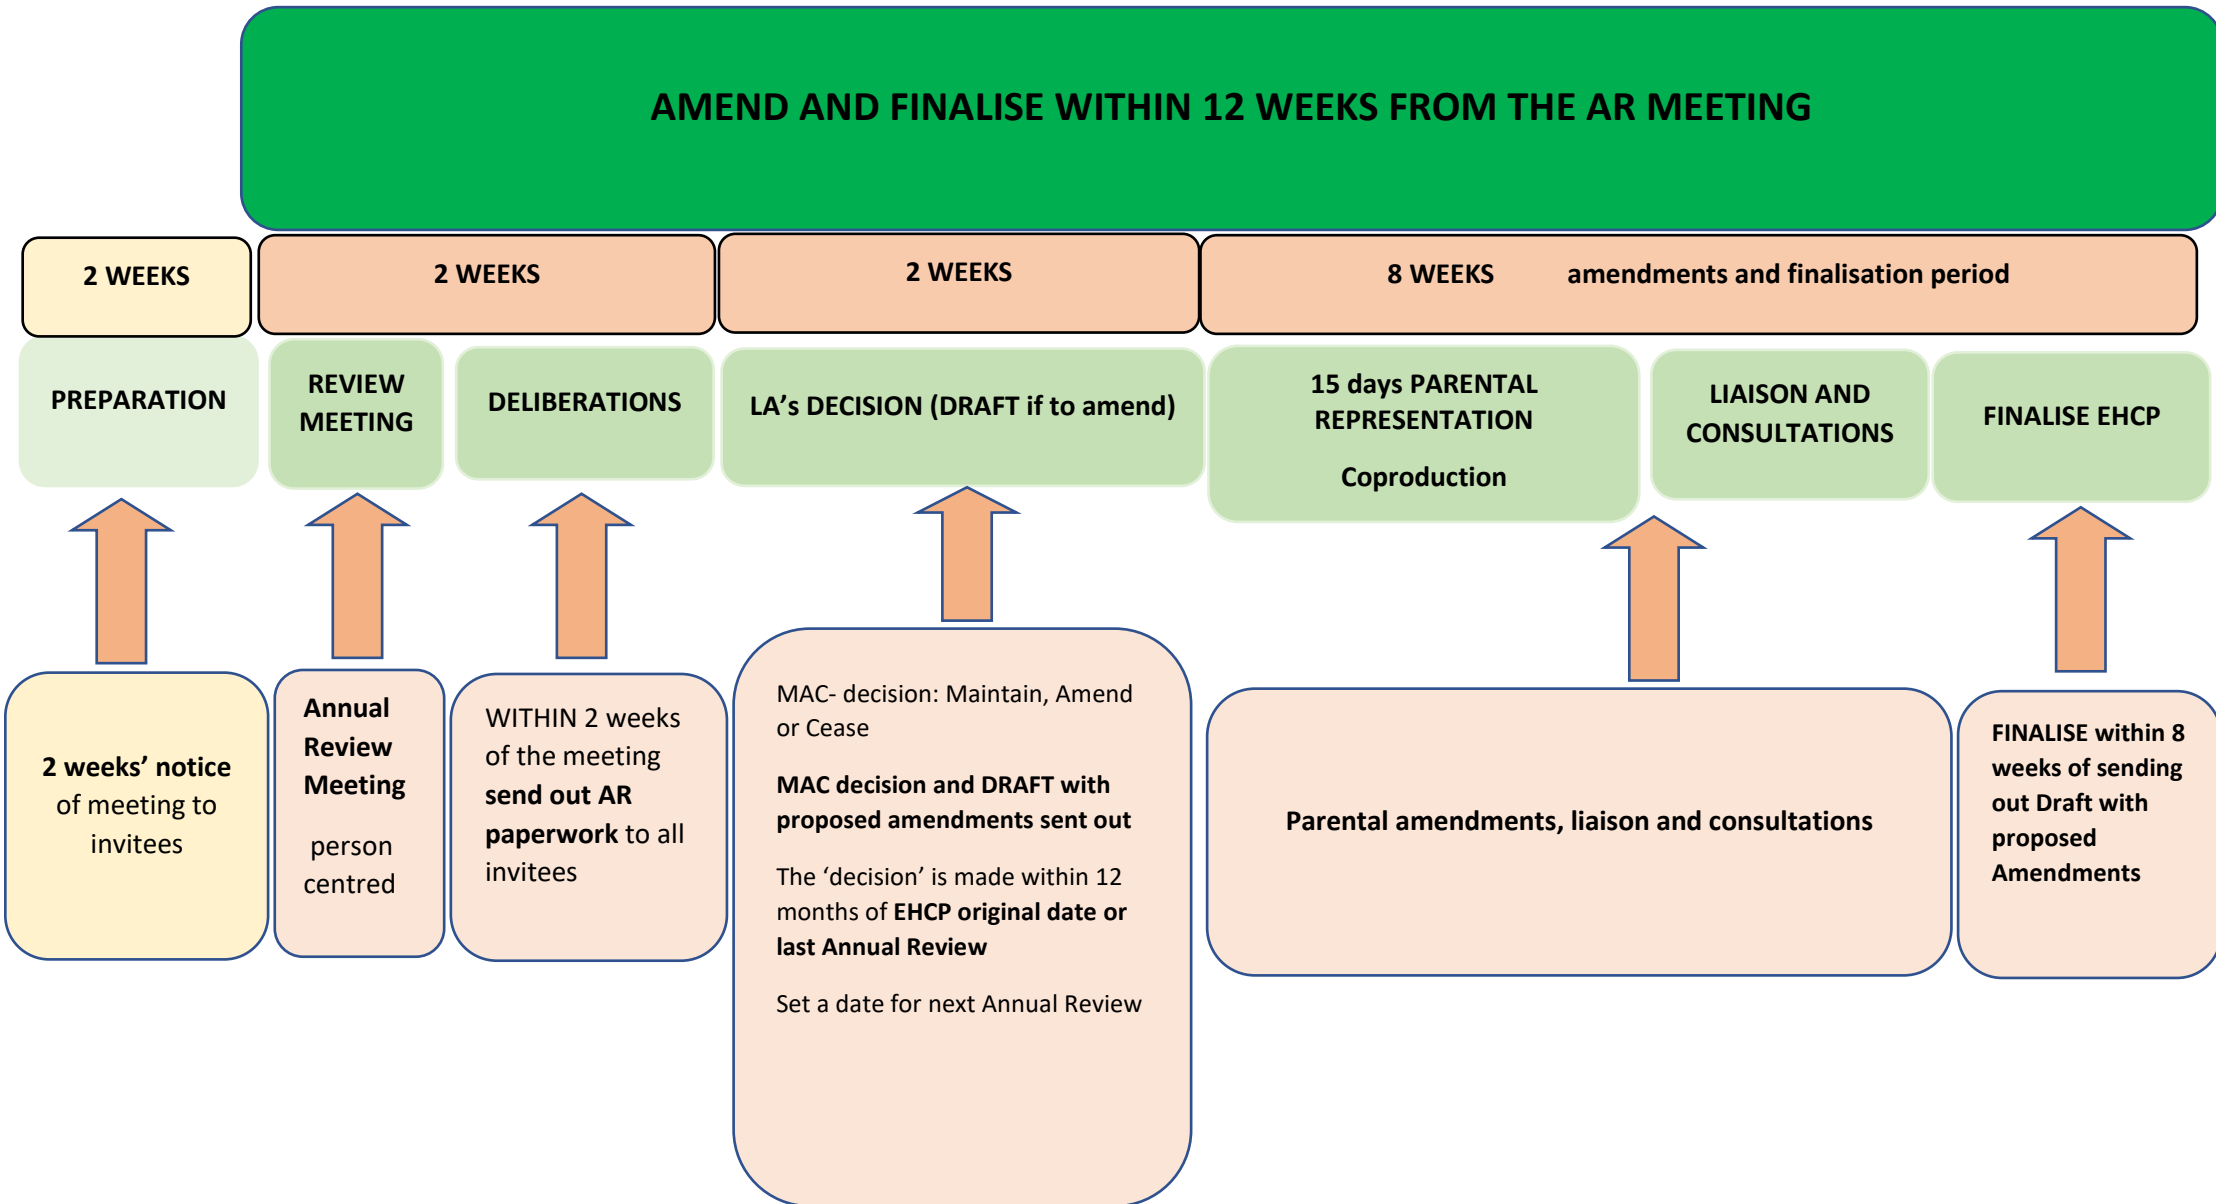 AMEND AND FINALISE WITHIN 12 WEEKS FROM THE AR MEETING
2 WEEKS
2 WEEKS
2 WEEKS
8 WEEKS amendments and finalisation period
PREPARATION
REVIEW
MEETING
DELIBERATIONS
LA’s DECISION (DRAFT if to amend)
15 days PARENTAL
REPRESENTATION
Coproduction
LIAISON AND
CONSULTATIONS
FINALISE EHCP
2 weeks’ notice
of meeting to
invitees
Annual
Review
Meeting
person
centred
WITHIN 2 weeks
of the meeting
send out AR
paperwork to all
invitees
MAC- decision: Maintain, Amend
or Cease
MAC decision and DRAFT with
proposed amendments sent out
The ‘decision’ is made within 12
months of EHCP original date or
last Annual Review
Set a date for next Annual Review
Parental amendments, liaison and consultations
FINALISE within 8
weeks of sending
out Draft with
proposed
Amendments